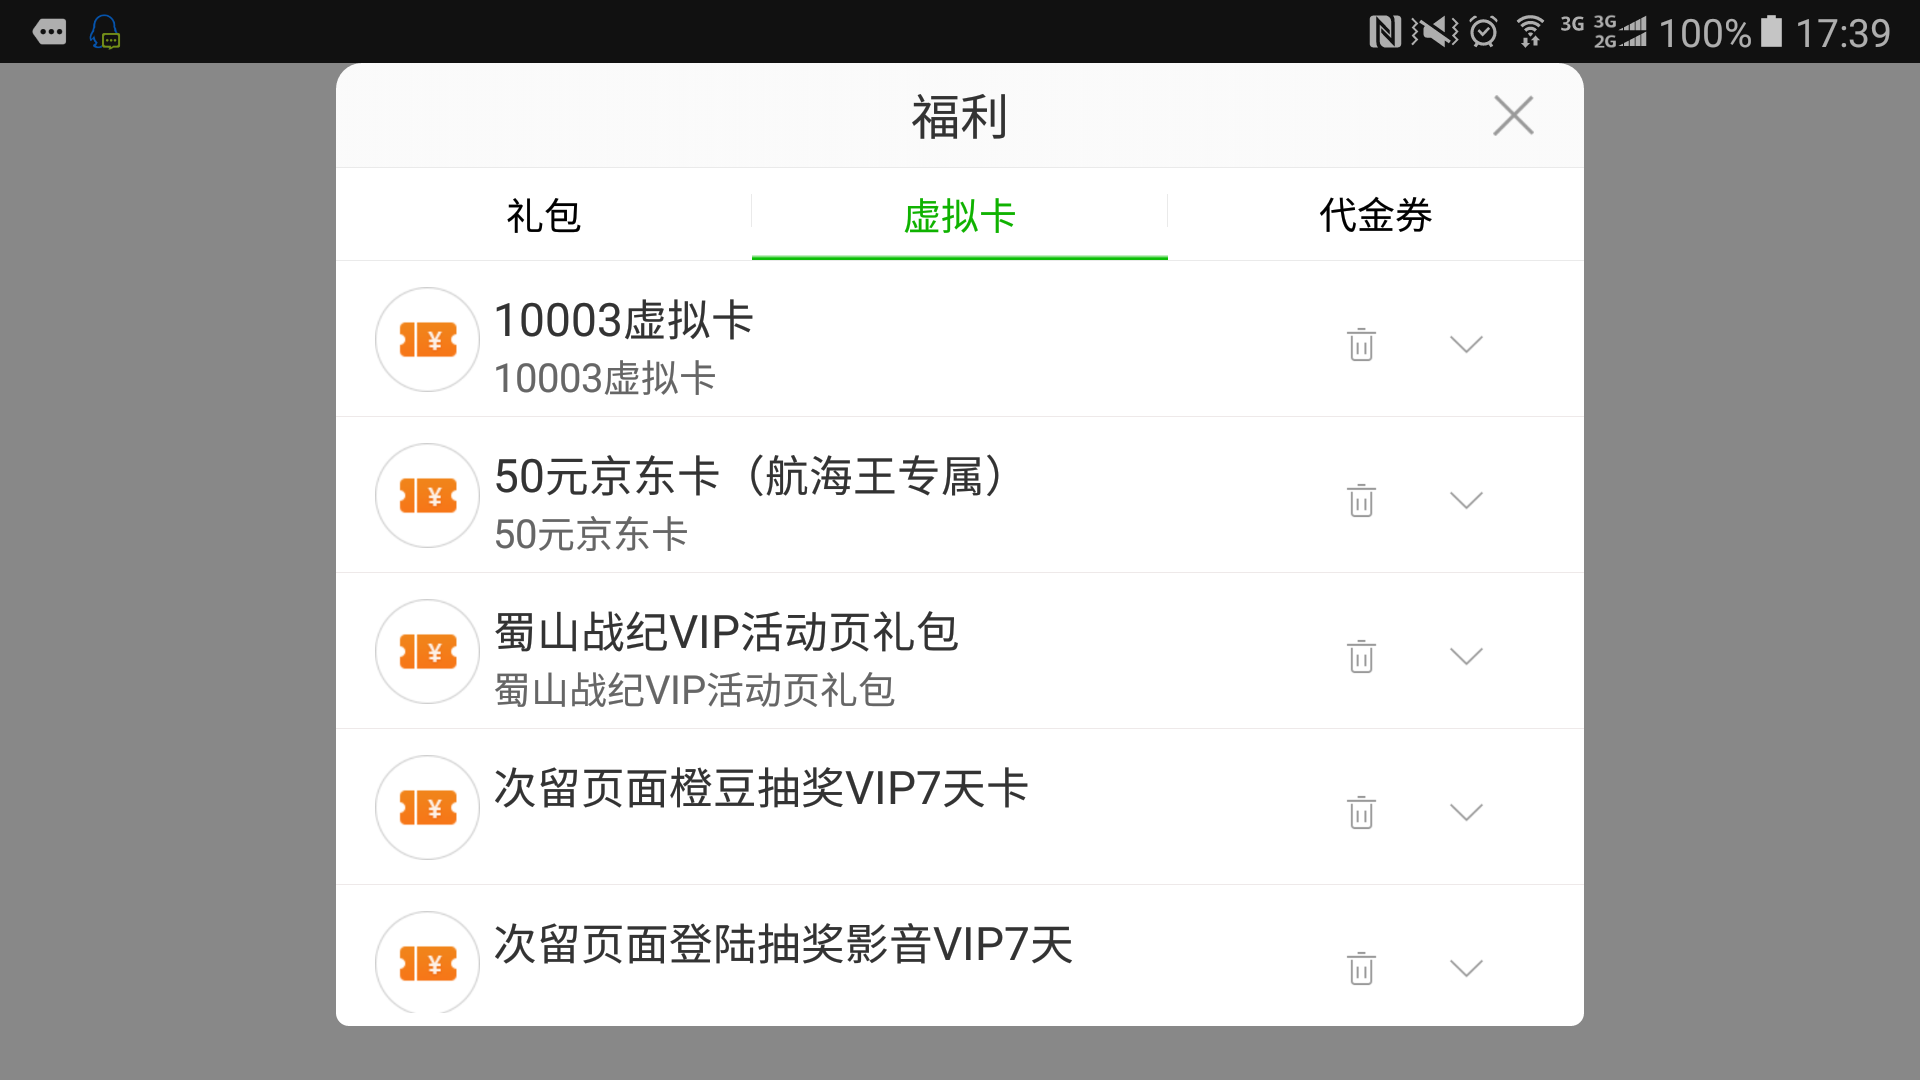 3G 3G 2G 100% 17:39
福利
礼包 虚拟卡 代金券
10003虚拟卡
10003虚拟卡
50元京东卡（航海王专属）
50元京东卡
蜀山战纪VIP活动页礼包
蜀山战纪VIP活动页礼包
次留页面橙豆抽奖VIP7天卡
次留页面登陆抽奖影音VIP7天